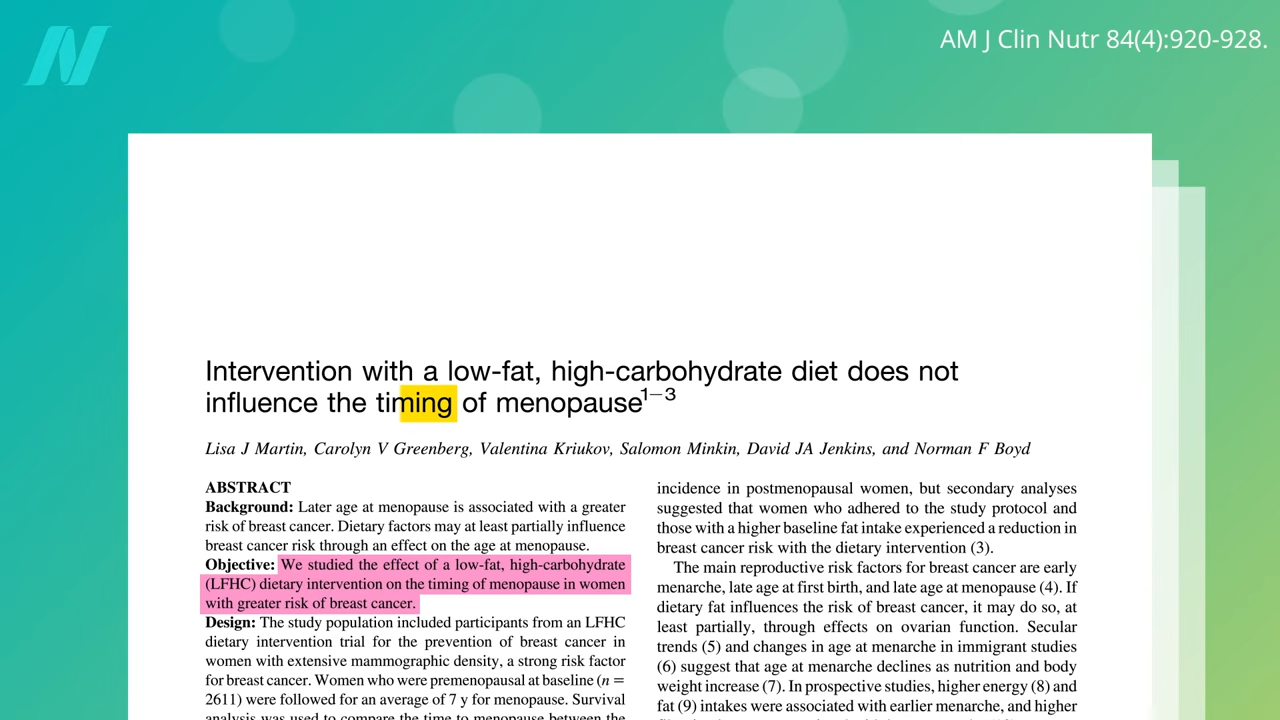 AM J Clin Nutr 84(4):920-928.
Intervention with a low-fat, high-carbohydrate diet does not
influence the timing of menopause1–3
Lisa J Martin, Carolyn V Greenberg, Valentina Kriukov, Salomon Minkin, David JA Jenkins, and Norman F Boyd
ABSTRACT
Background: Later age at menopause is associated with a greater
risk of breast cancer. Dietary factors may at least partially influence
breast cancer risk through an effect on the age at menopause.
Objective: We studied the effect of a low-fat, high-carbohydrate
(LFHC) dietary intervention on the timing of menopause in women
with greater risk of breast cancer.
Design: The study population included participants from an LFHC
dietary intervention trial for the prevention of breast cancer in
women with extensive mammographic density, a strong risk factor
for breast cancer. Women who were premenopausal at baseline (n =
2611) were followed for an average of 7 y for menopause. Survival
analysis was used to compare the time to menopause between the
incidence in postmenopausal women, but secondary analyses
suggested that women who adhered to the study protocol and
those with a higher baseline fat intake experienced a reduction in
breast cancer risk with the dietary intervention (3).
The main reproductive risk factors for breast cancer are early
menarche, late age at first birth, and late age at menopause (4). If
dietary fat influences the risk of breast cancer, it may do so, at
least partially, through effects on ovarian function. Secular
trends (5) and changes in age at menarche in immigrant studies
(6) suggest that age at menarche declines as nutrition and body
weight increase (7). In prospective studies, higher energy (8) and
fat (9) intakes were associated with earlier menarche, and higher